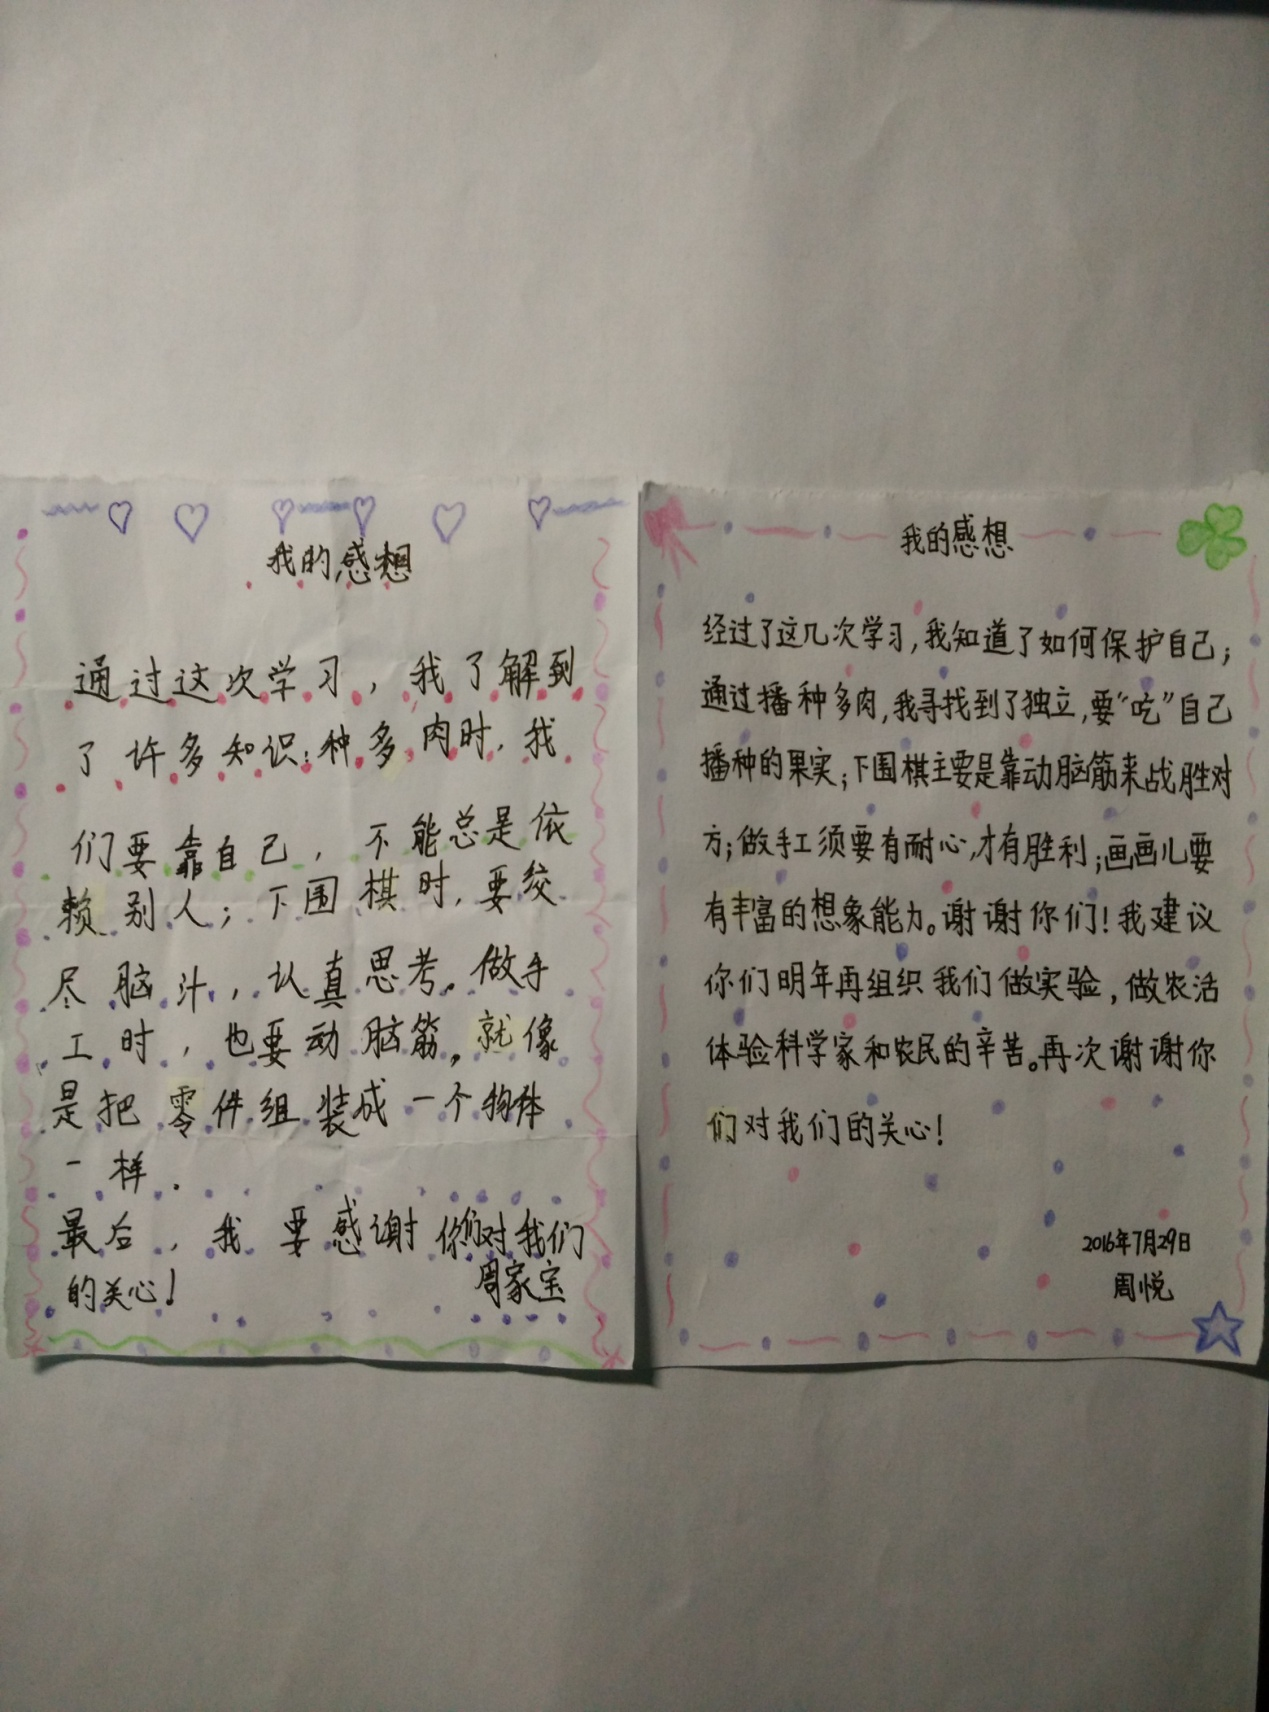 我的感想
通过这次学习，我了解到
了许多知识：种多肉时，我
们要靠自己，不能总是依
赖别人；下围棋时，要绞
尽脑汁，认真思考。做手
工时，也要动脑筋，就像
是把零件组装成一个物体
一样．
最后，我要感谢你们对我们
的关心！
周家宝
我的感想
经过了这几次学习，我知道了如何保护自己；
通过播种多肉，我寻找到了独立，要“吃”自己
播种的果实；下围棋主要是靠动脑筋来战胜对
方；做手工须要有耐心，才有胜利；画画儿要
有丰富的想象能力。谢谢你们！我建议
你们明年再组织我们做实验，做农活
体验科学家和农民的辛苦。再次谢谢你
们对我们的关心！
2016年7月29日
周悦